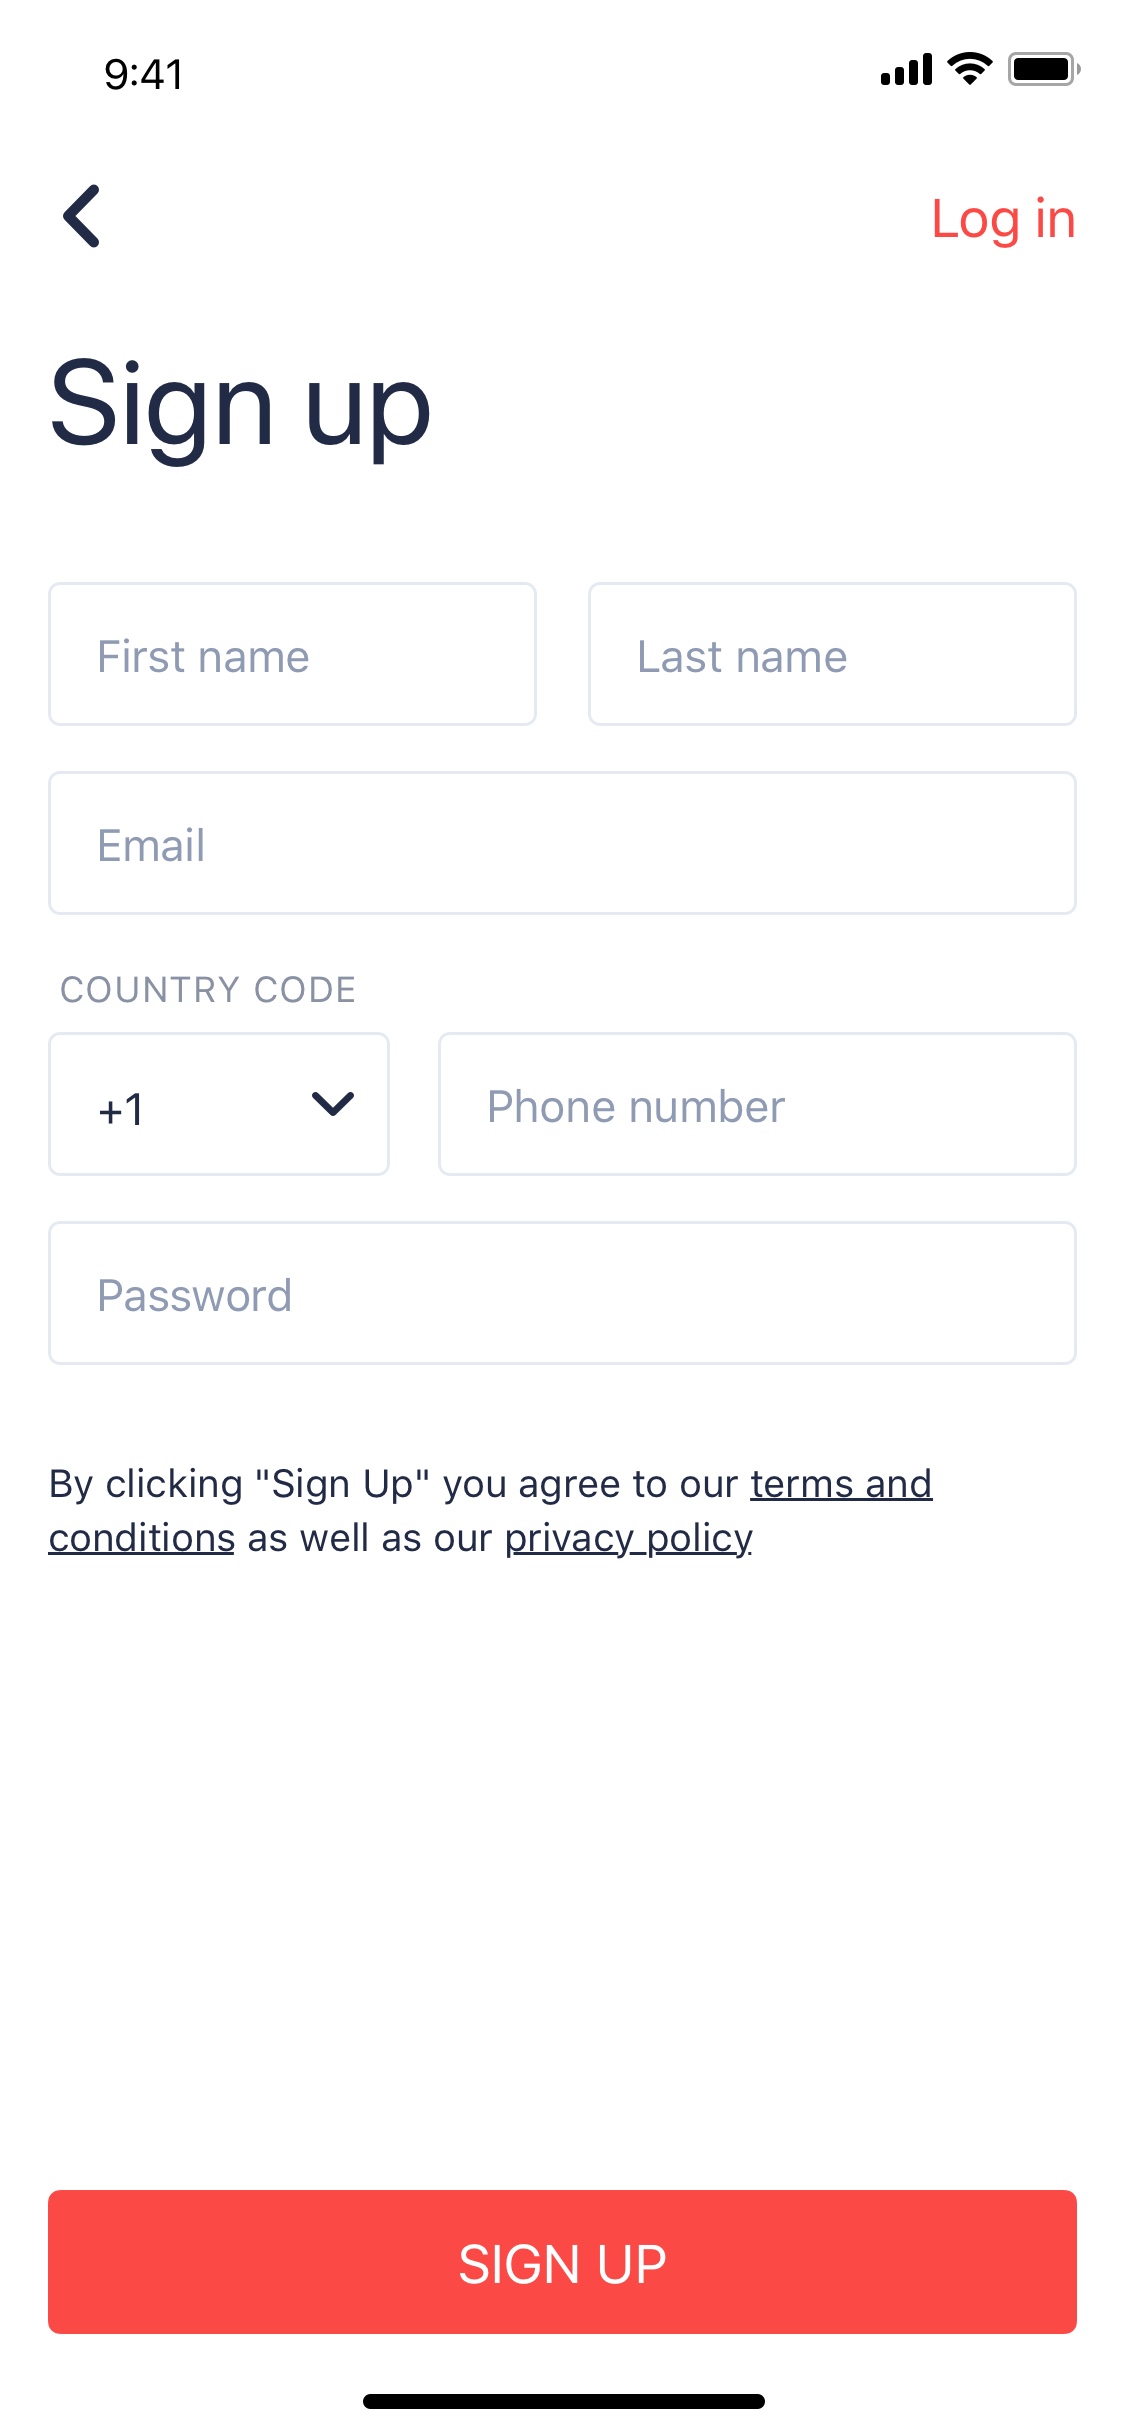 9:41
Log in
Sign up
First name
Last name
Email
COUNTRY CODE
+1
Phone number
Password
By clicking "Sign Up" you agree to our terms and
conditions as well as our privacy policy
SIGN UP